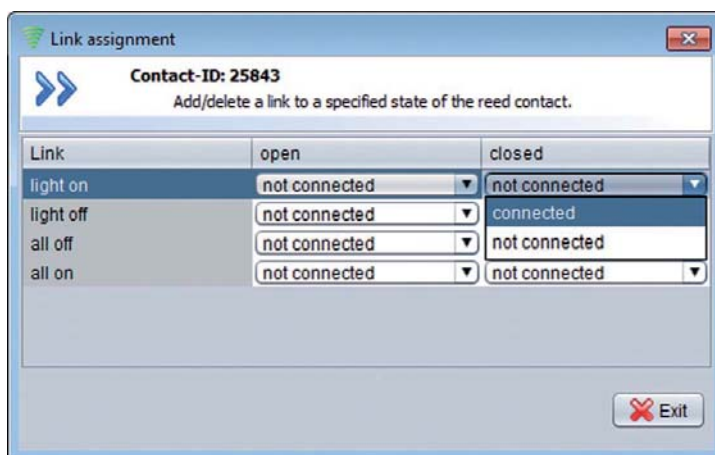 Link assignment
Contact-ID: 25843
Add/delete a link to a specified state of the reed contact.
Link open closed
light on not connected not connected
light off not connected connected
all off not connected not connected
all on not connected not connected
Exit